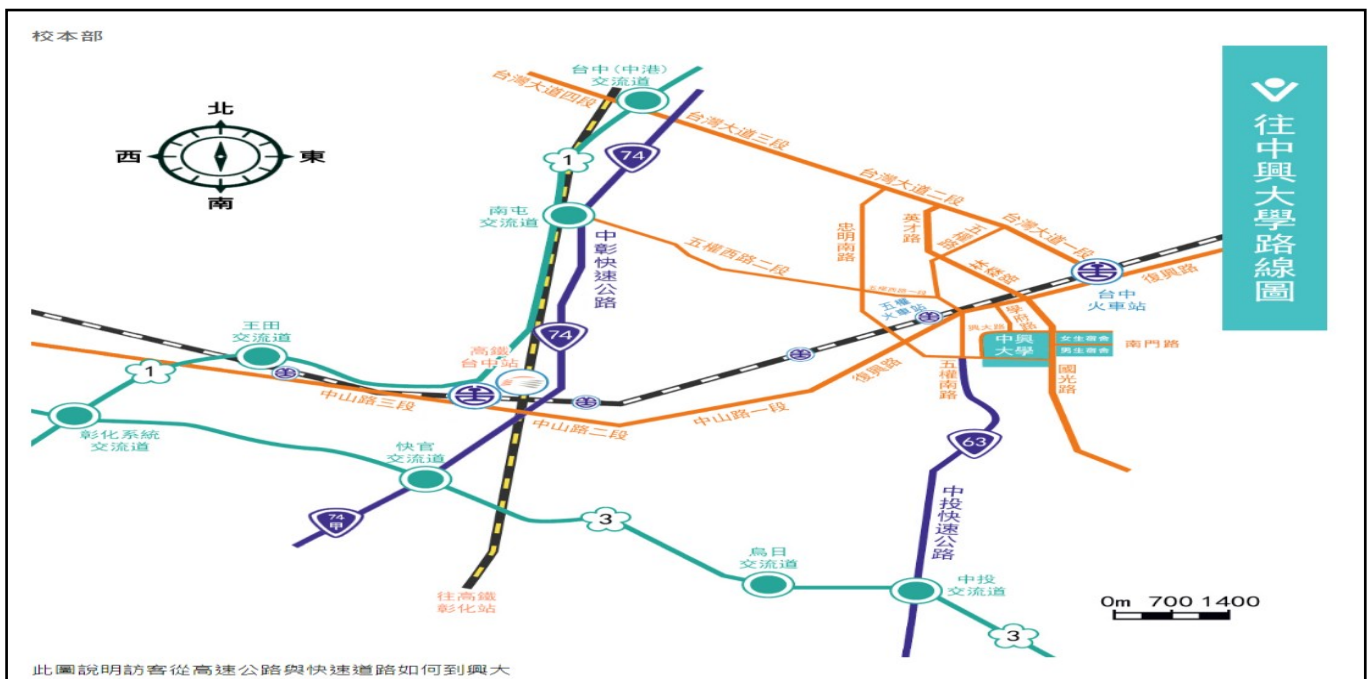 校本部
往中興大學路線圖
北
西
東
南
台中(中港)
交流道
台灣大道四段
台灣大道三段
台灣大道二段
台灣大道一段
1
74
南屯
交流道
中彰快速公路
五權西路二段
忠明南路
英才路
五權路
林森路
復興路
台中
火車站
五權西路一段
五權
火車站
學府路
興大路
中興
大學
女生宿舍
男生宿舍
南門路
國光路
五權南路
復興路
王田
交流道
74
高鐵
台中站
1
中山路三段
中山路二段
中山路一段
彰化系統
交流道
快官
交流道
63
中投快速公路
74
甲
3
烏日
交流道
中投
交流道
往高鐵
彰化站
3
0m 700 1400
此圖說明訪客從高速公路與快速道路如何到興大